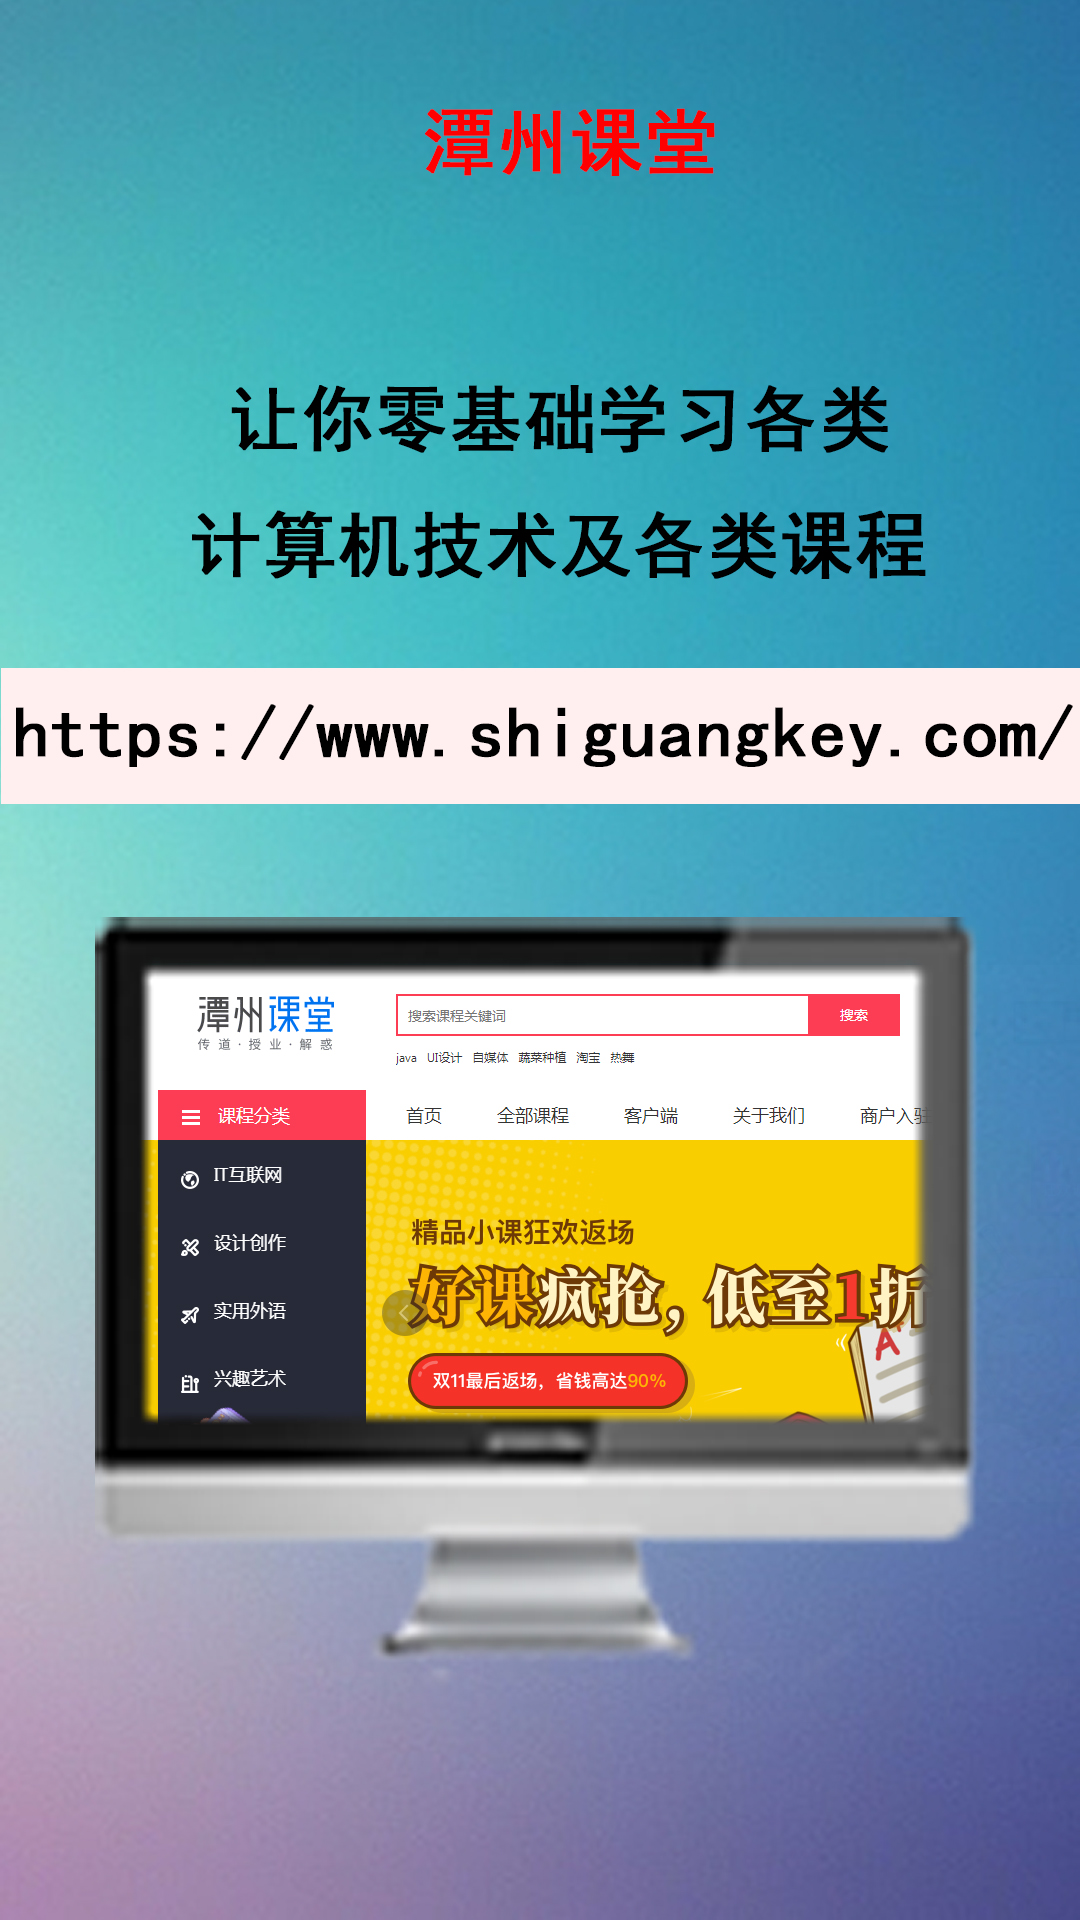 潭州课堂
让你零基础学习各类
计算机技术及各类课程
https://www.shiguangkey.com/
潭州课堂
传道·授业·解惑
搜索课程关键词
搜索
java UI设计 自媒体 蔬菜种植 淘宝 热舞
课程分类
首页 全部课程 客户端 关于我们 商户入驻
IT互联网
设计创作
实用外语
兴趣艺术
精品小课狂欢返场
好课疯抢，低至1折
双11最后返场，省钱高达90%
A+